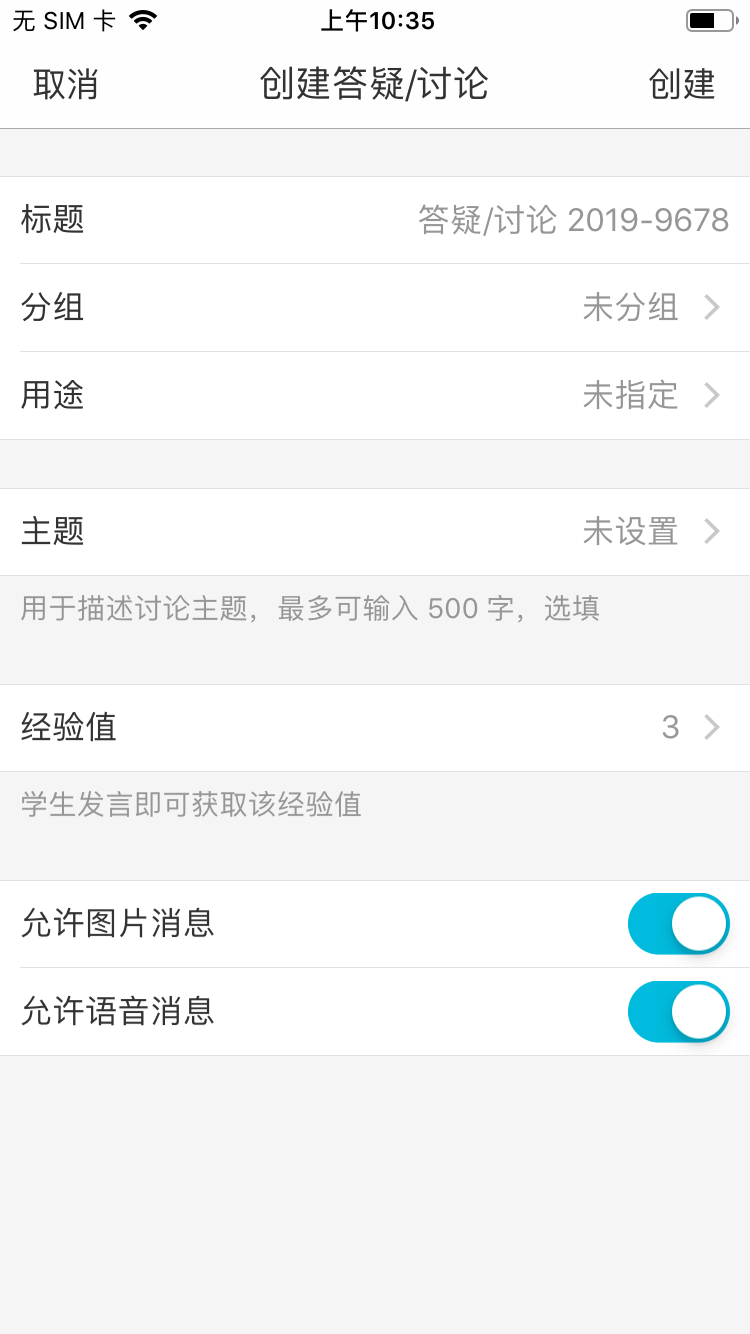 无 SIM 卡 上午10:35
取消 创建答疑/讨论 创建
标题 答疑/讨论 2019-9678
分组 未分组
用途 未指定
主题 未设置
用于描述讨论主题，最多可输入 500 字，选填
经验值 3
学生发言即可获取该经验值
允许图片消息
允许语音消息